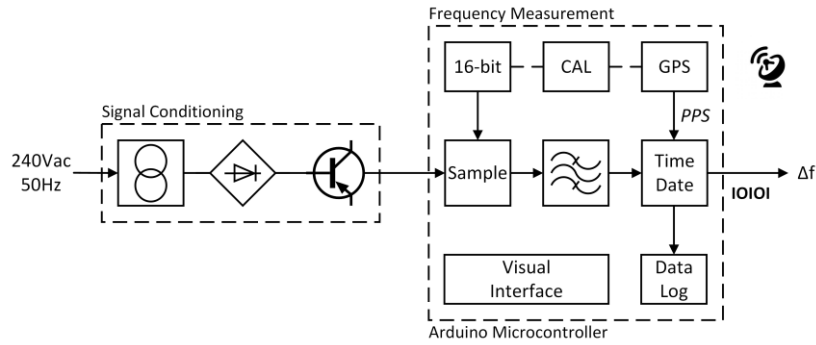 Frequency Measurement
16-bit
CAL
GPS
Signal Conditioning
PPS
240Vac
50Hz
Sample
Time
Date
Δf
IOIOI
Visual
Interface
Data
Log
Arduino Microcontroller